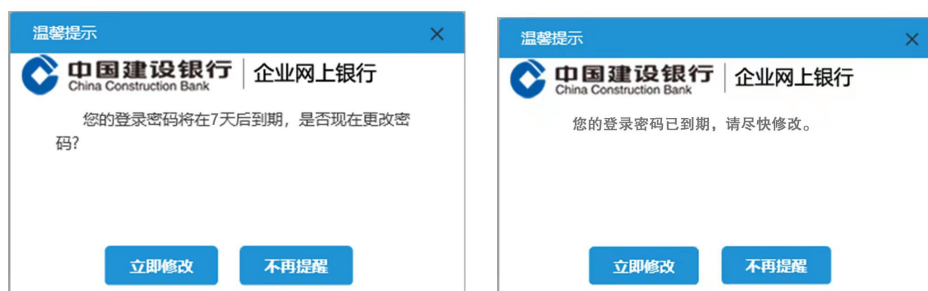 温馨提示
中国建设银行 企业网上银行
China Construction Bank
您的登录密码将在7天后到期，是否现在更改密
码?
立即修改 不再提醒
温馨提示
中国建设银行 企业网上银行
China Construction Bank
您的登录密码已到期，请尽快修改。
立即修改 不再提醒